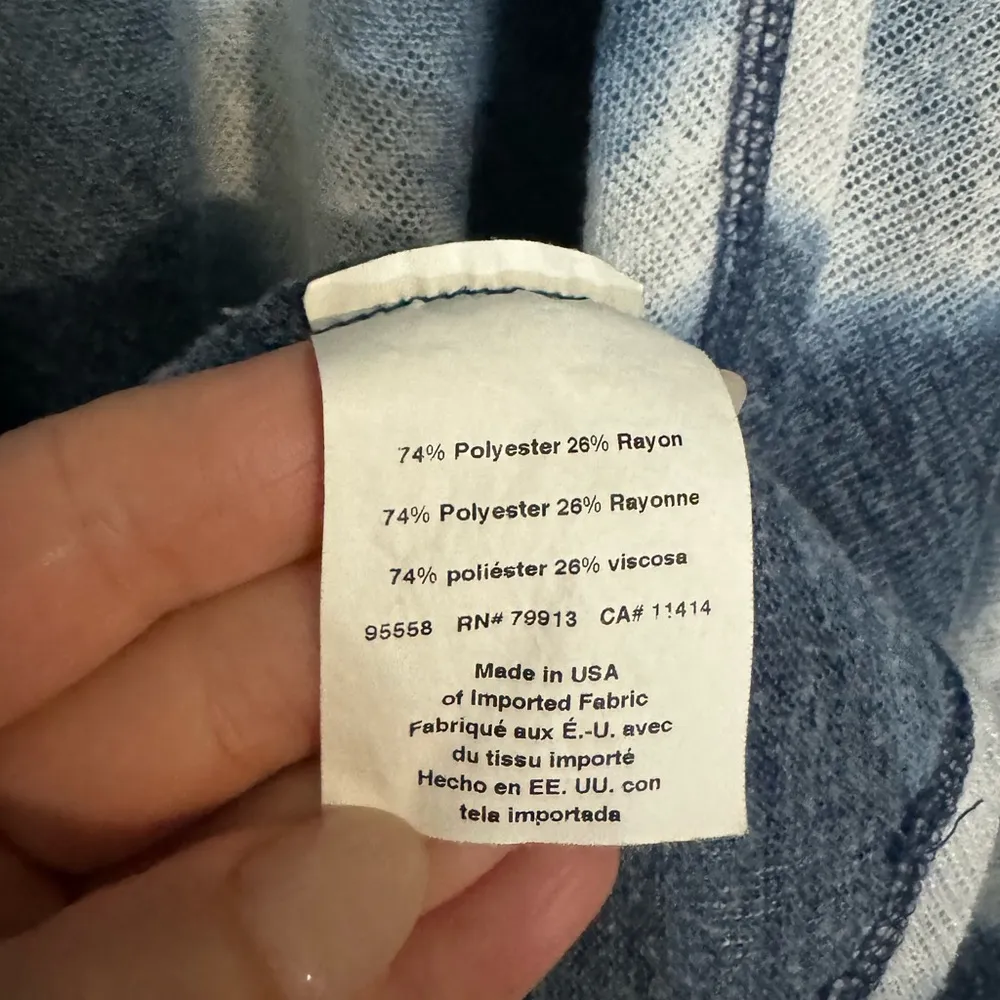 74% Polyester 26% Rayon
74% Polyester 26% Rayonne
74% poliéster 26% viscosa
95558 RN# 79913 CA# 11414
Made in USA
of Imported Fabric
Fabriqué aux É.-U. avec
du tissu importé
Hecho en EE. UU. con
tela importada